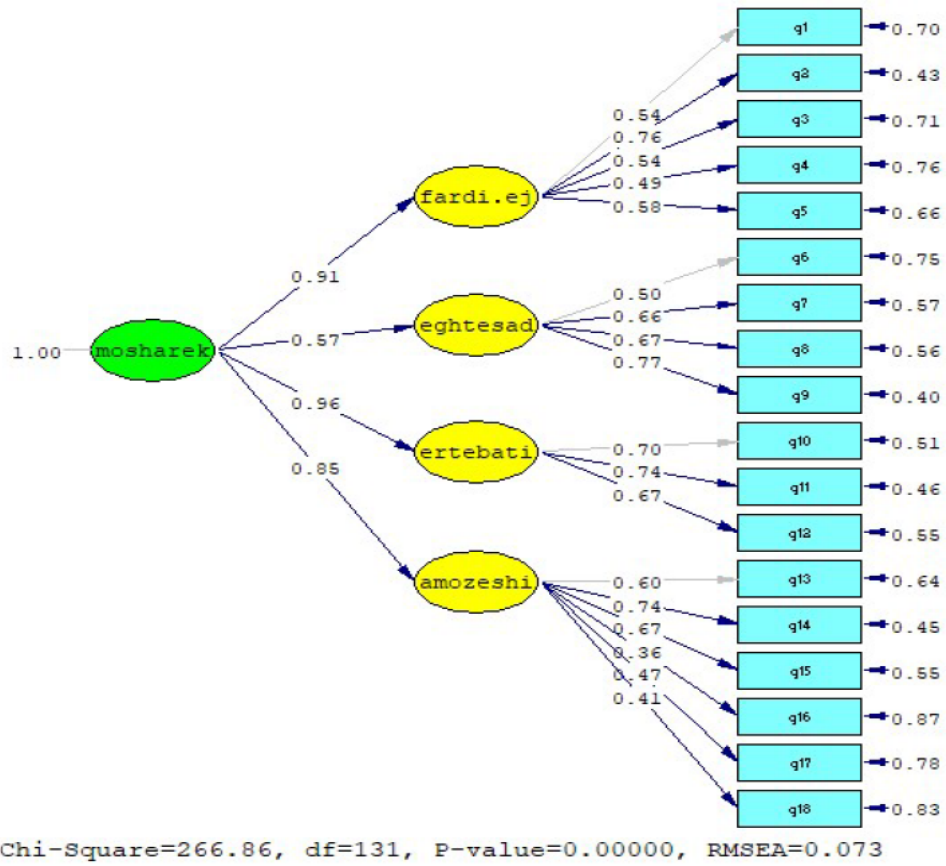 q1 0.70
q2 0.43
0.54
0.76
q3 0.71
0.54
q4 0.76
0.49
fardi.ej
0.58
q5 0.66
q6 0.75
0.91
0.50
q7 0.57
0.66
eghtesad
0.57
0.67
q8 0.56
1.00 mosharek
0.77
q9 0.40
0.96
q10 0.51
0.70
ertebati
0.74
0.85
q11 0.46
0.67
q12 0.55
amozeshi
0.60
q13 0.64
0.74
q14 0.45
0.67
0.36
q15 0.55
0.47
0.41
q16 0.87
q17 0.78
q18 0.83
Chi-Square=266.86, df=131, P-value=0.00000, RMSEA=0.073